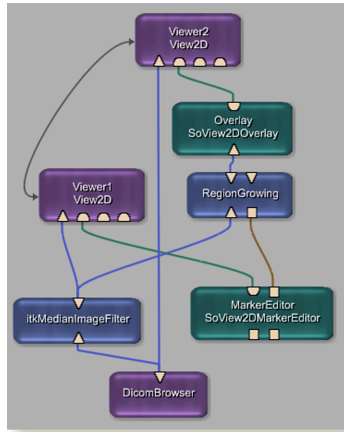 Viewer2
View2D
Overlay
SoView2DOverlay
Viewer1
View2D
RegionGrowing
itkMedianImageFilter
MarkerEditor
SoView2DMarkerEditor
DicomBrowser